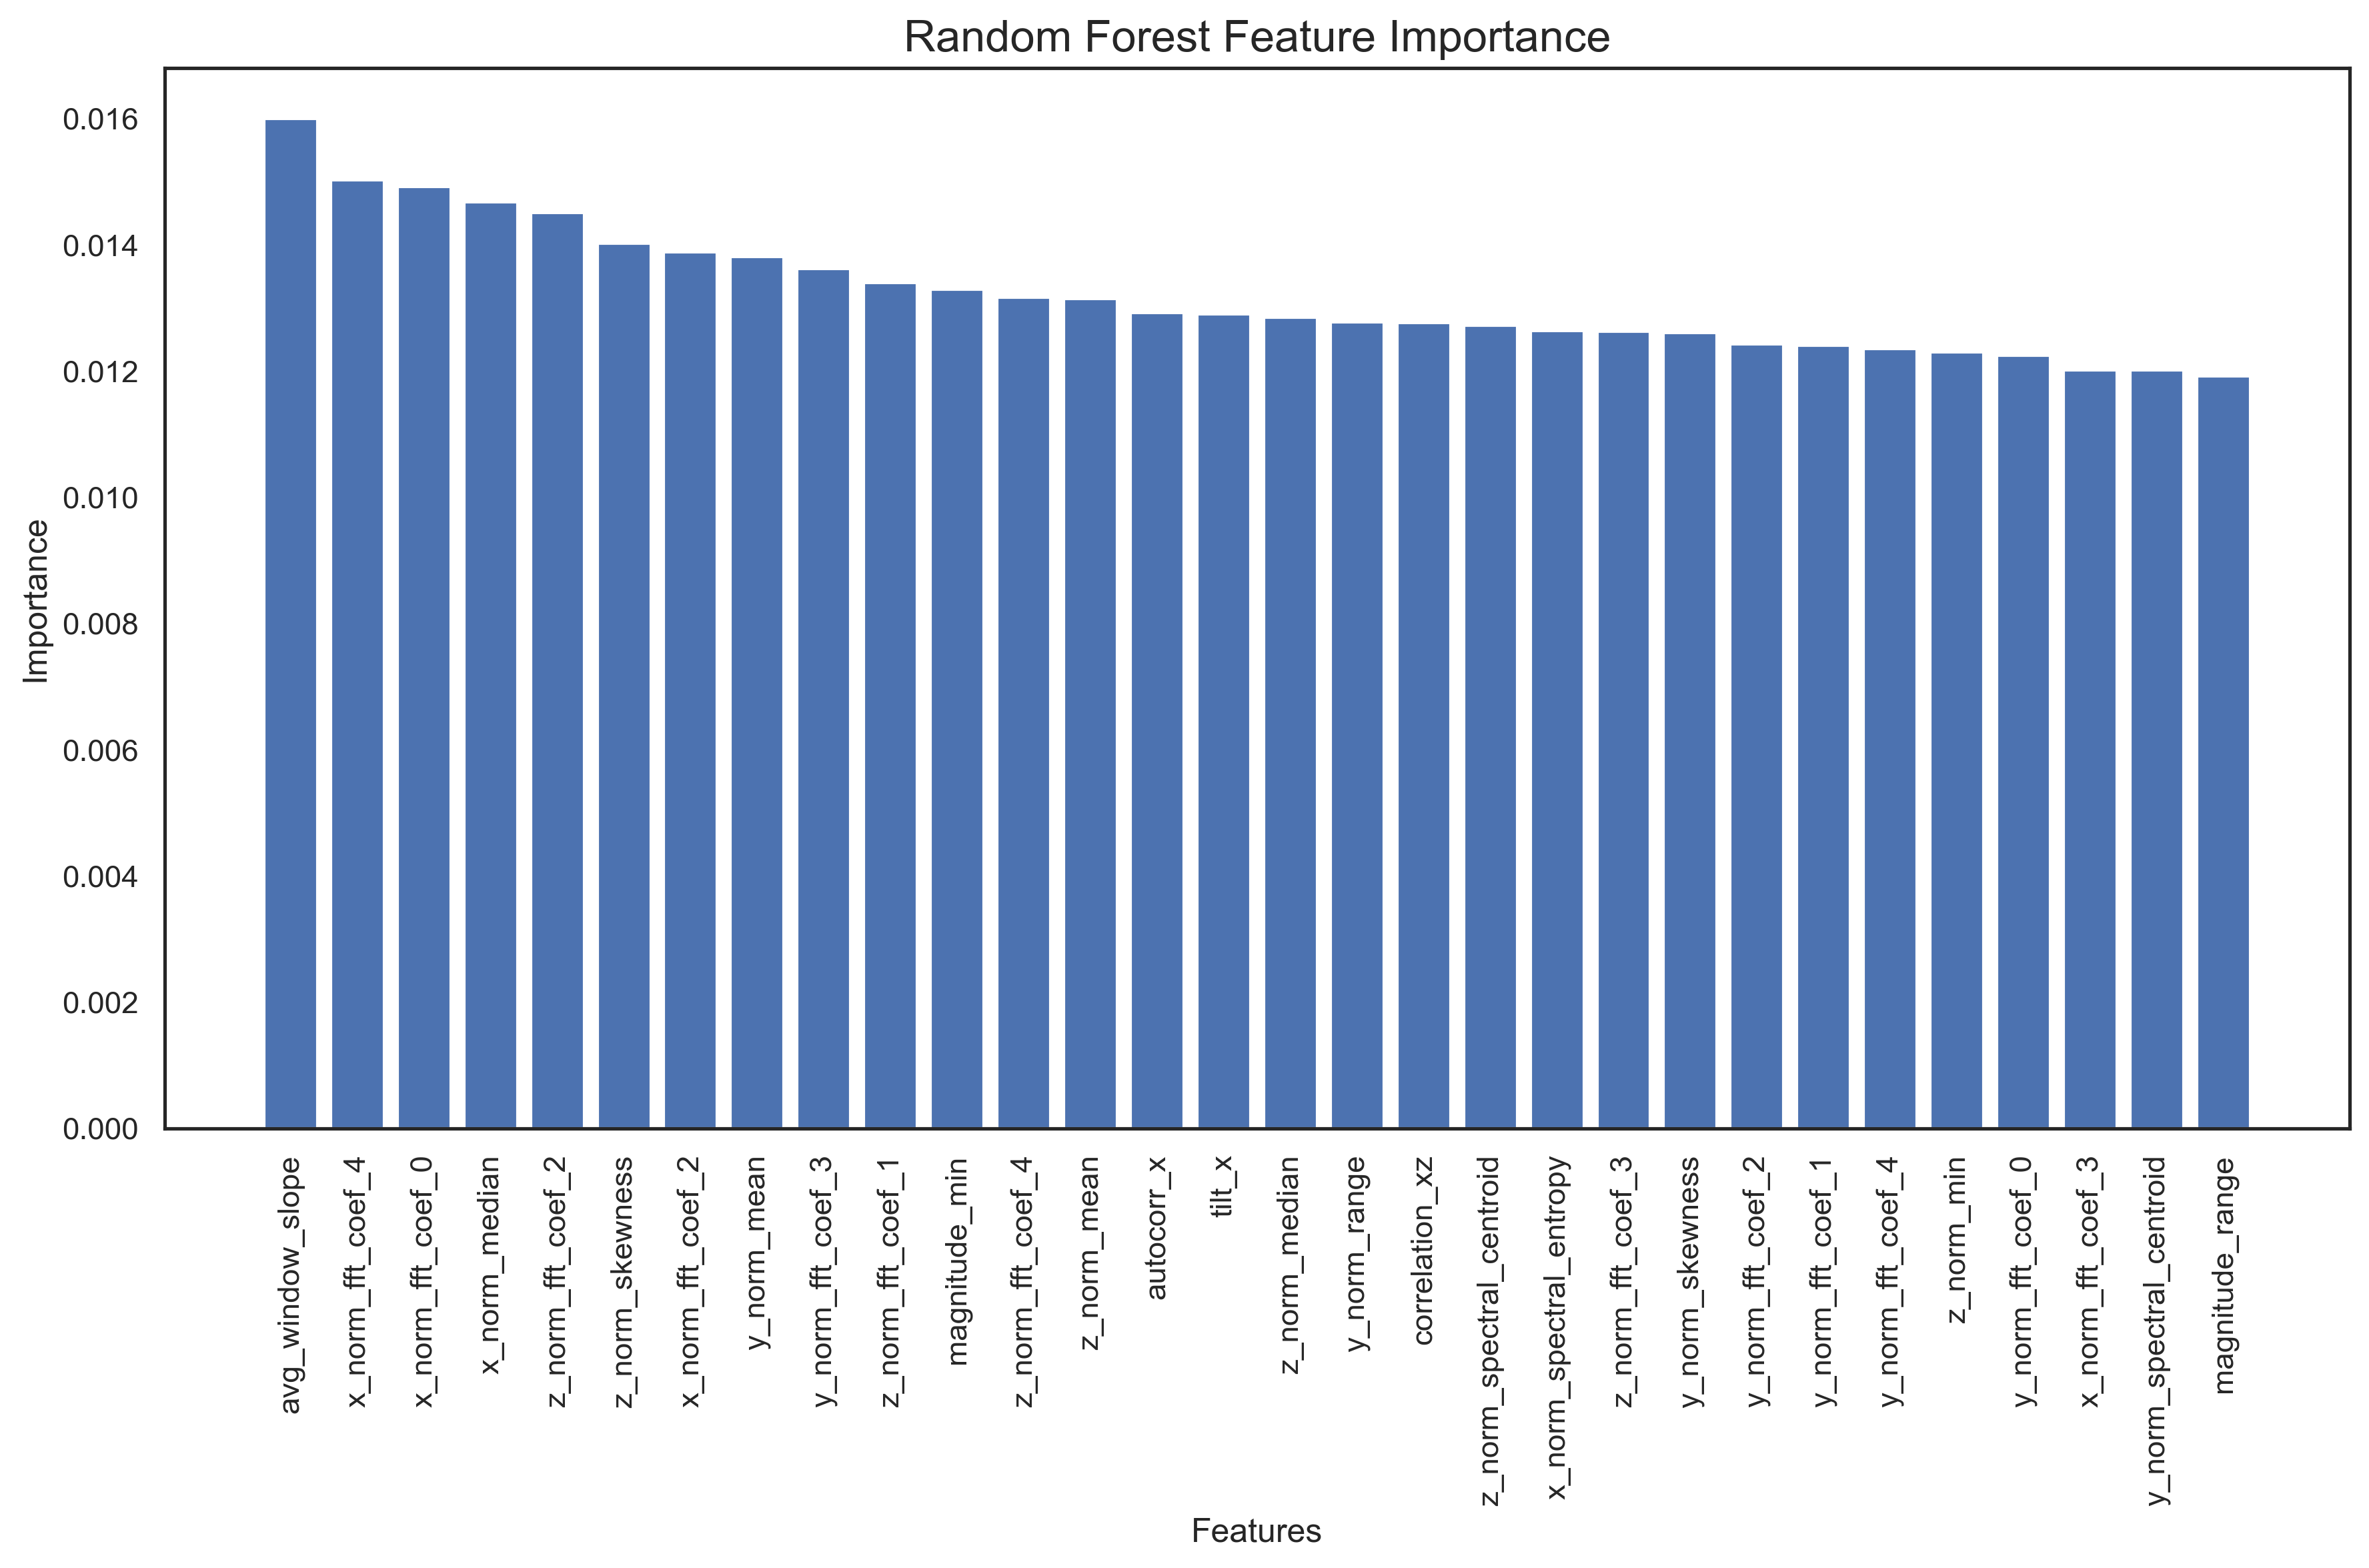 Random Forest Feature Importance
Importance
0.016
0.014
0.012
0.010
0.008
0.006
0.004
0.002
0.000
avg_window_slope
x_norm_fft_coef_4
x_norm_fft_coef_0
x_norm_median
z_norm_fft_coef_2
z_norm_skewness
x_norm_fft_coef_2
y_norm_mean
y_norm_fft_coef_3
z_norm_fft_coef_1
magnitude_min
z_norm_fft_coef_4
z_norm_mean
autocorr_x
tilt_x
z_norm_median
y_norm_range
correlation_xz
z_norm_spectral_centroid
x_norm_spectral_entropy
z_norm_fft_coef_3
y_norm_skewness
y_norm_fft_coef_2
y_norm_fft_coef_1
y_norm_fft_coef_4
z_norm_min
y_norm_fft_coef_0
x_norm_fft_coef_3
y_norm_spectral_centroid
magnitude_range
Features